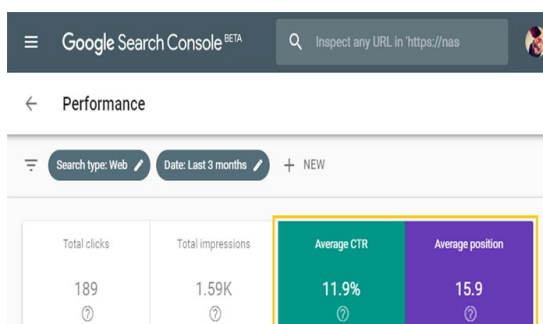 Google Search Console BETA
Inspect any URL in 'https://nas
Performance
Search type: Web
Date: Last 3 months
+ NEW
Total clicks
Total impressions
Average CTR
Average position
189
1.59K
11.9%
15.9